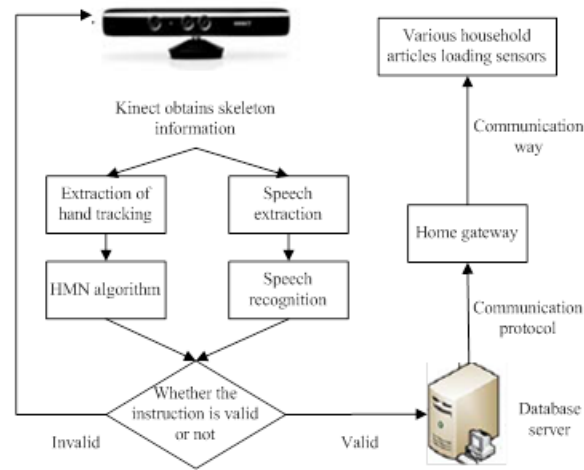 Kinect obtains skeleton
information
Extraction of
hand tracking
Speech
extraction
HMN algorithm
Speech
recognition
Whether the
instruction is valid
or not
Invalid
Valid
Various household
articles loading sensors
Communication
way
Home gateway
Communication
protocol
Database
server